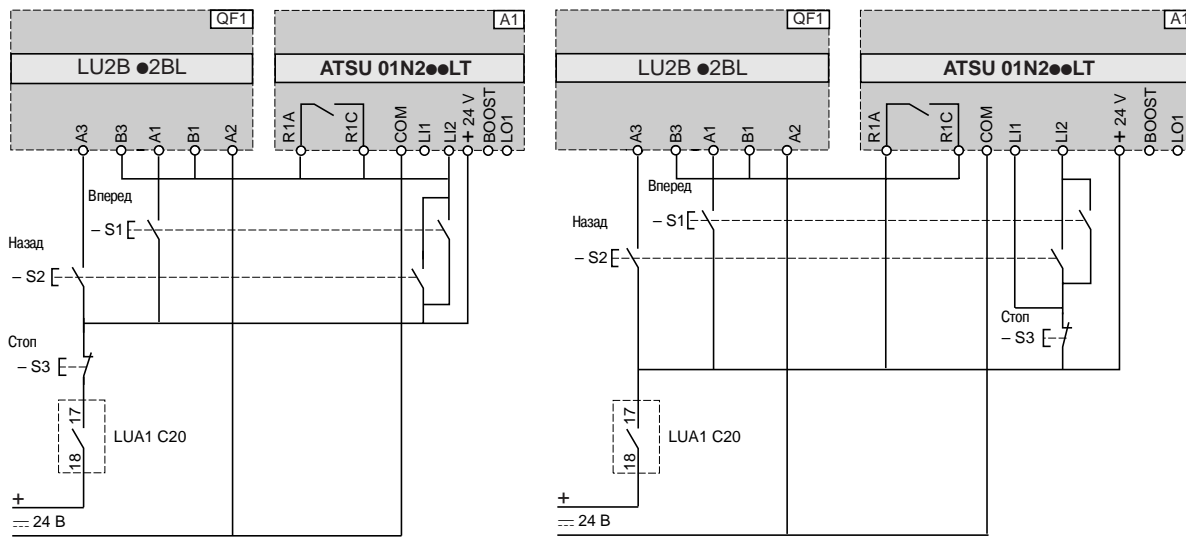 QF1
A1
LU2B ●2BL
ATSU 01N2●●LT
A3
B3
A1
B1
A2
R1A
R1C
COM
LI1
LI2
+ 24 V
BOOST
LO1
Вперед
– S1
Назад
– S2
Стоп
– S3
17
18
LUA1 C20
+
24 В
QF1
A1
LU2B ●2BL
ATSU 01N2●●LT
A3
B3
A1
B1
A2
R1A
R1C
COM
LI1
LI2
+ 24 V
BOOST
LO1
Вперед
– S1
Назад
– S2
Стоп
– S3
17
18
LUA1 C20
+
24 В